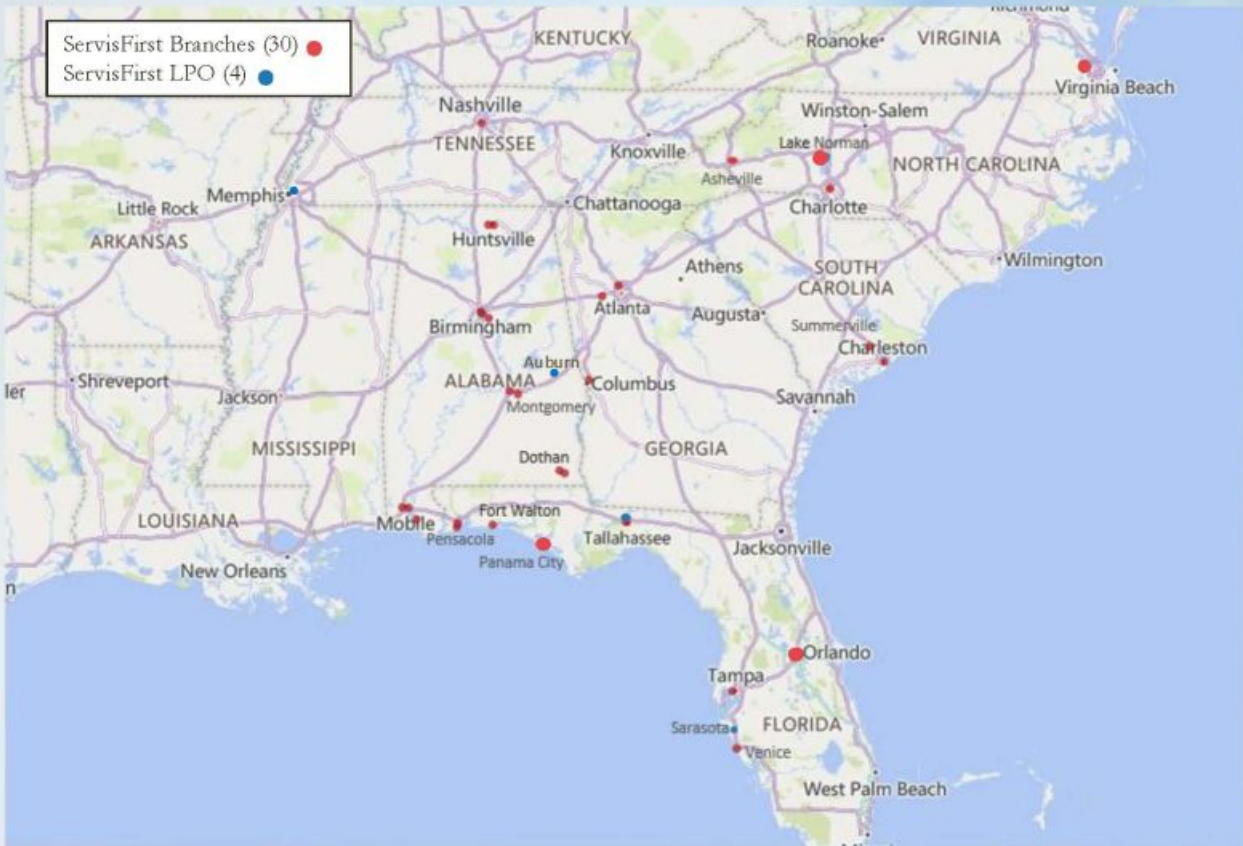 ServisFirst Branches (30)
ServisFirst LPO (4)
KENTUCKY
Roanoke
VIRGINIA
Virginia Beach
Nashville
TENNESSEE
Knoxville
Winston-Salem
Lake Norman
NORTH CAROLINA
Asheville
Charlotte
Memphis
Little Rock
ARKANSAS
Chattanooga
Huntsville
Wilmington
Athens
SOUTH
CAROLINA
Atlanta
Augusta
Birmingham
Summerville
Charleston
Auburn
ALABAMA
Columbus
Shreveport
ler
Jackson
Montgomery
Savannah
MISSISSIPPI
Dothan
GEORGIA
LOUISIANA
Mobile
Fort Walton
Pensacola
Tallahassee
Jacksonville
Panama City
New Orleans
n
Orlando
Tampa
Sarasota
FLORIDA
Venice
West Palm Beach